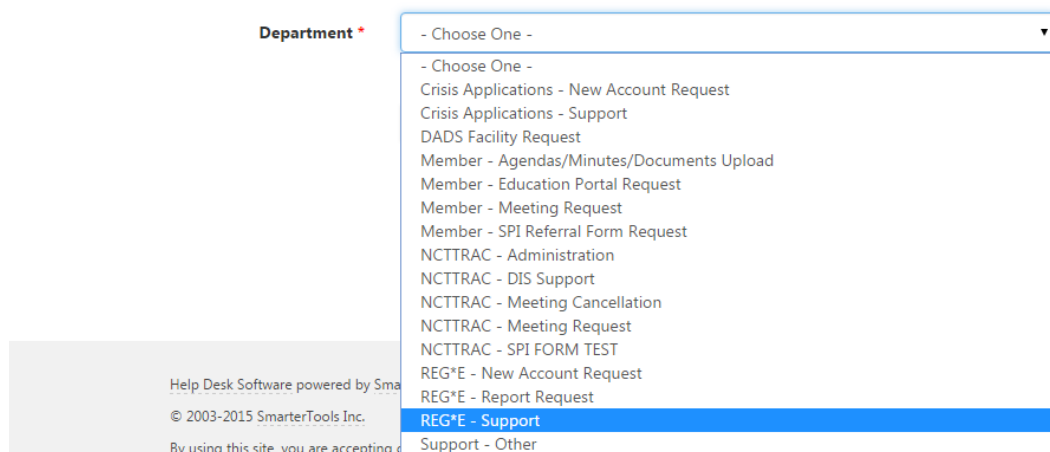 Department *
- Choose One -
- Choose One -
Crisis Applications - New Account Request
Crisis Applications - Support
DADS Facility Request
Member - Agendas/Minutes/Documents Upload
Member - Education Portal Request
Member - Meeting Request
Member - SPI Referral Form Request
NCTTRAC - Administration
NCTTRAC - DIS Support
NCTTRAC - Meeting Cancellation
NCTTRAC - Meeting Request
NCTTRAC - SPI FORM TEST
REG*E - New Account Request
REG*E - Report Request
REG*E - Support
Support - Other
Help Desk Software powered by Sma
© 2003-2015 SmarterTools Inc.
By using this site, you are accepting